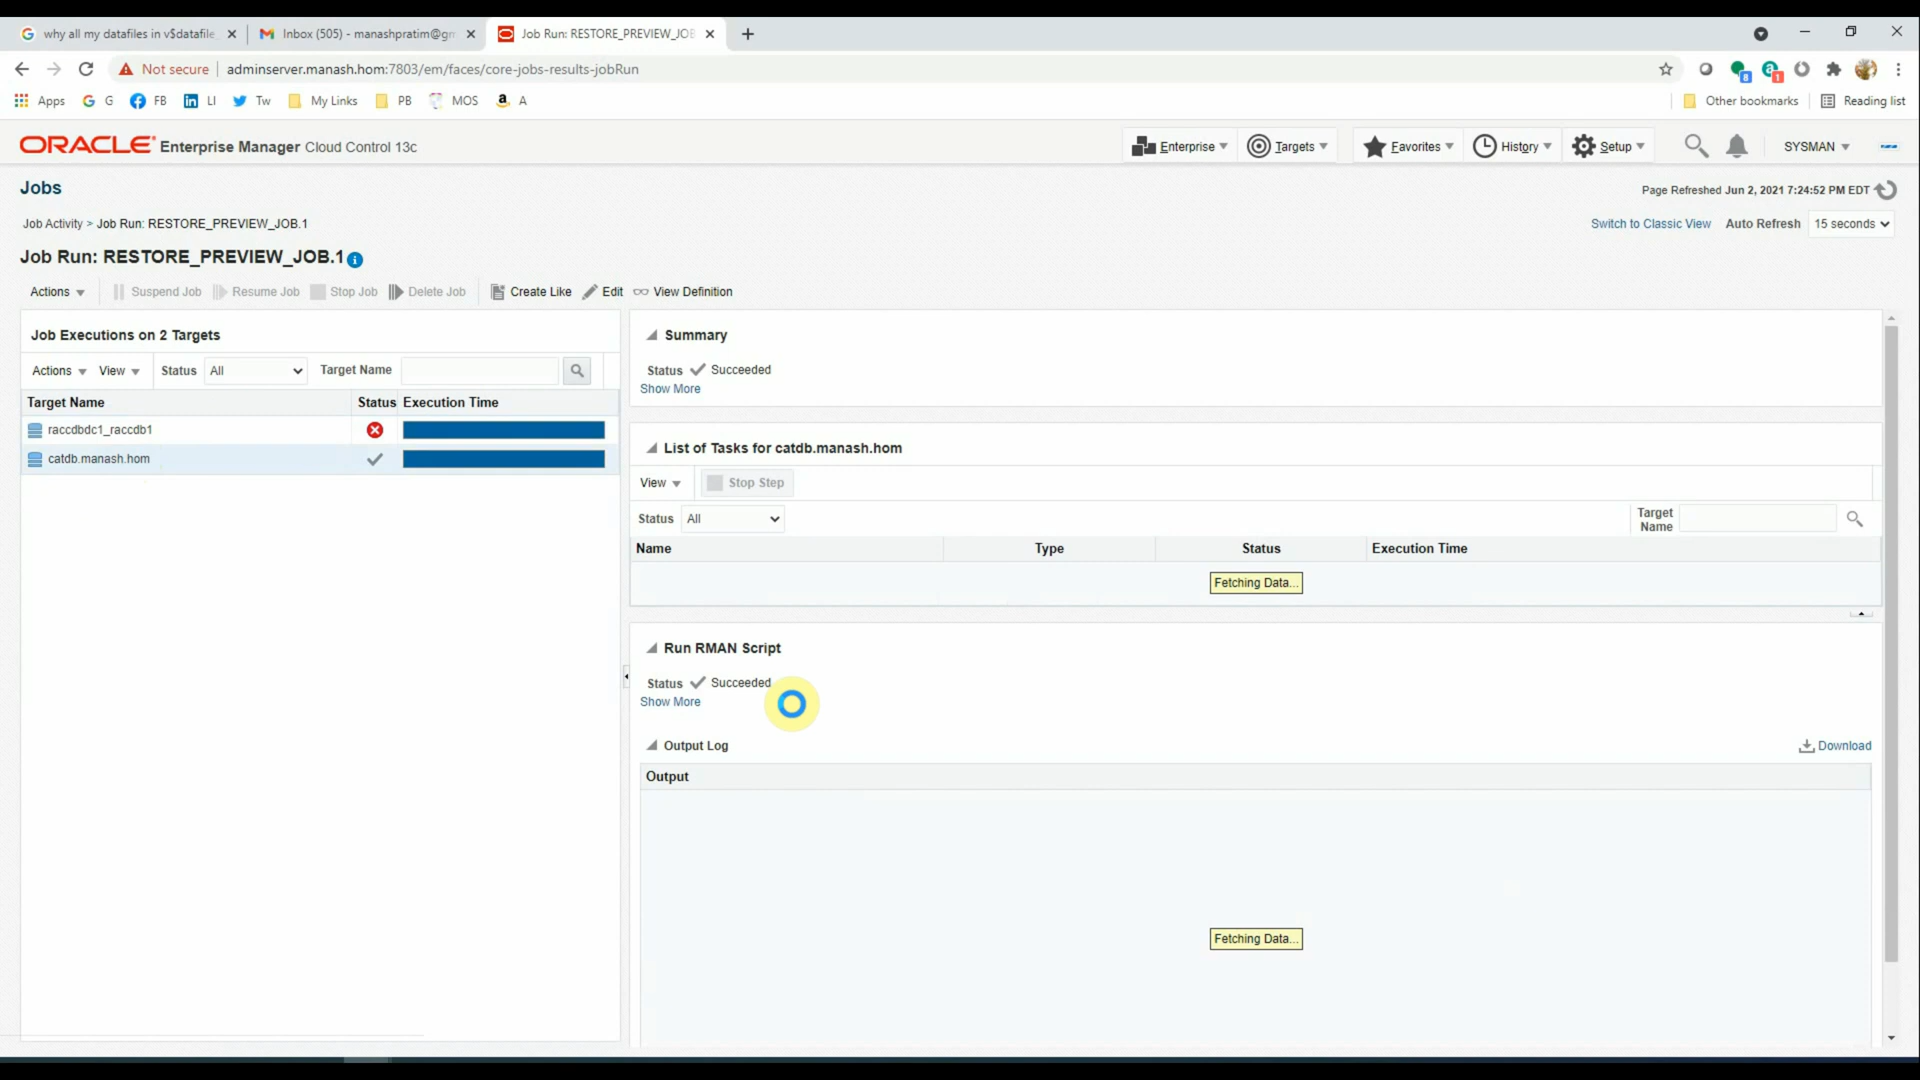 why all my datafiles in v$datafile
Inbox (505) - manashpratim@gm
Job Run: RESTORE_PREVIEW_JOB
Not secure
adminserver.manash.hom:7803/em/faces/core-jobs-results-jobRun
Apps G FB LI Tw My Links PB MOS A
Other bookmarks Reading list
ORACLE Enterprise Manager Cloud Control 13c
Enterprise Targets Favorites History Setup SYSMAN
Jobs
Page Refreshed Jun 2, 2021 7:24:52 PM EDT
Job Activity > Job Run: RESTORE_PREVIEW_JOB.1
Switch to Classic View Auto Refresh 15 seconds
Job Run: RESTORE_PREVIEW_JOB.1
Actions Suspend Job Resume Job Stop Job Delete Job Create Like Edit View Definition
Job Executions on 2 Targets
Actions View Status All Target Name
Target Name Status Execution Time
raccdbdc1_raccdb1
catdb.manash.hom
Summary
Status Succeeded
Show More
List of Tasks for catdb.manash.hom
View Stop Step
Status All
Target Name
Name Type Status Execution Time
Fetching Data...
Run RMAN Script
Status Succeeded
Show More
Output Log
Download
Output
Fetching Data...